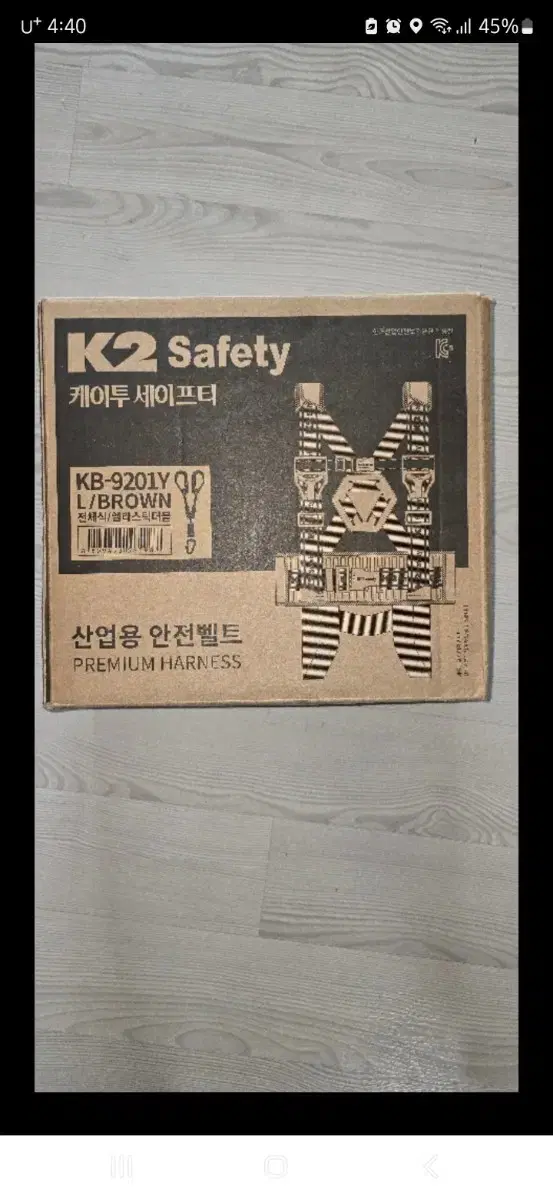 U+ 4:40
45%
K2 Safety
케이투 세이프티
KB-9201Y
L/BROWN
전체식/엘라스틱더블
산업용 안전벨트
PREMIUM HARNESS